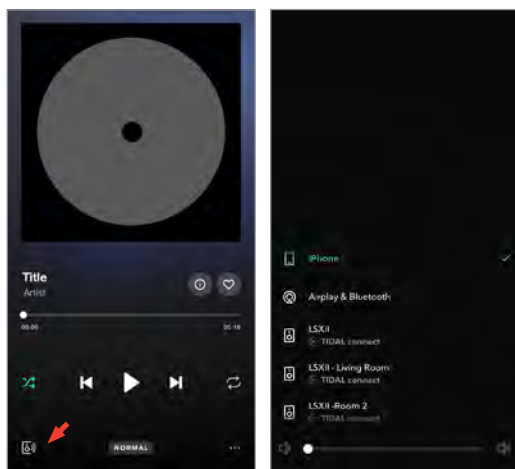 Title
Artist
00:00 05:18
NORMAL
iPhone
Airplay & Bluetooth
LSXII
TIDAL connect
LSXII - Living Room
TIDAL connect
LSXII -Room 2
TIDAL connect